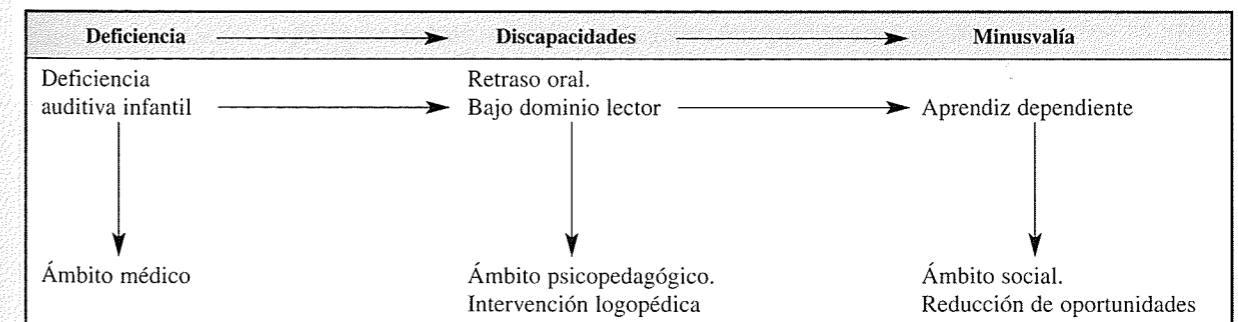 Deficiencia Discapacidades Minusvalía
Deficiencia Retraso oral.
auditiva infantil Bajo dominio lector Aprendiz dependiente
Ámbito médico Ámbito psicopedagógico. Ámbito social.
Intervención logopédica Reducción de oportunidades